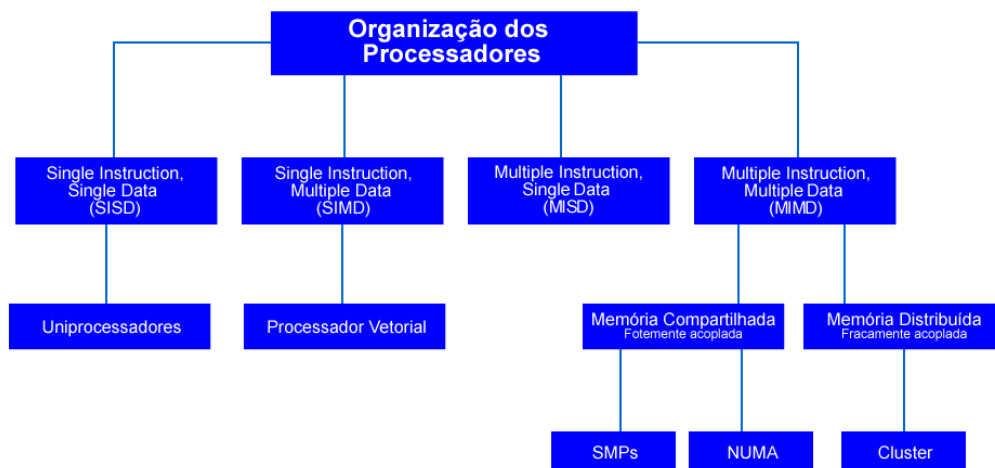 Organização dos
Processadores
Single Instruction,
Single Data
(SISD)
Single Instruction,
Multiple Data
(SIMD)
Multiple Instruction,
Single Data
(MISD)
Multiple Instruction,
Multiple Data
(MIMD)
Uniprocessadores
Processador Vetorial
Memória Compartilhada
Fotemente acoplada
Memória Distribuída
Fracamente acoplada
SMPs
NUMA
Cluster